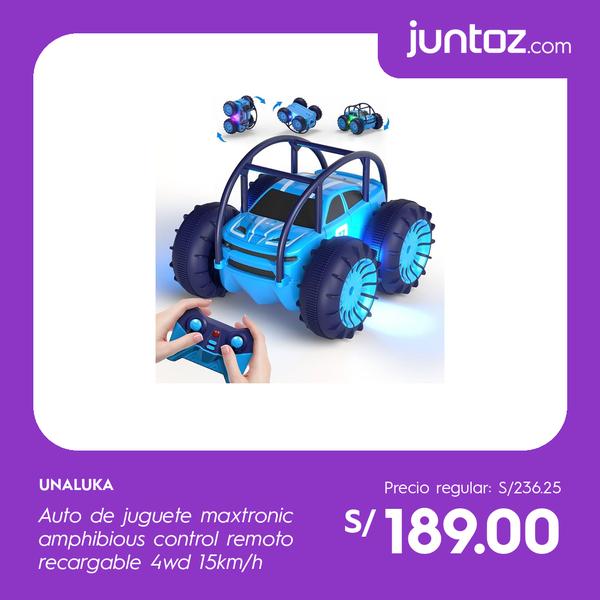 juntoz.com
UNALUKA
Auto de juguete maxtronic
amphibious control remoto
recargable 4wd 15km/h
Precio regular: S/236.25
S/189.00